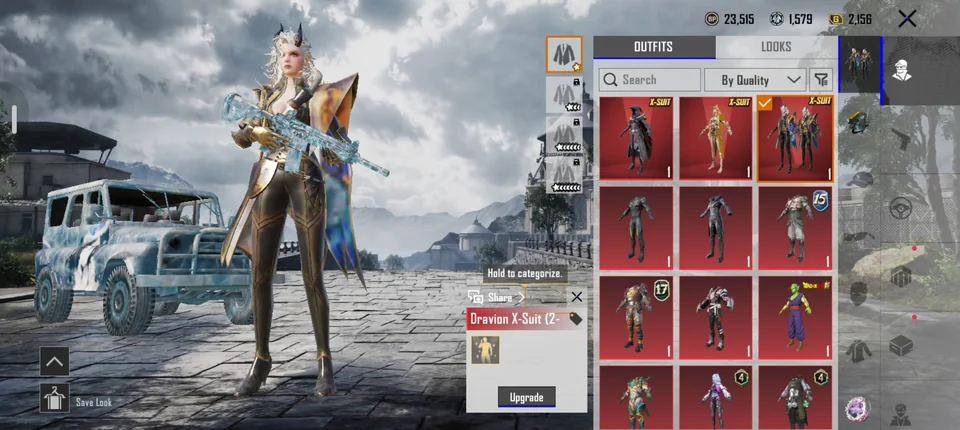 23,515
1,579
2,156
OUTFITS
LOOKS
Search
By Quality
X-SUIT
X-SUIT
X-SUIT
1
1
1
15
1
1
1
17
1
1
1
4
4
Hold to categorize.
Share
Dravion X-Suit (2-
Upgrade
Save Look